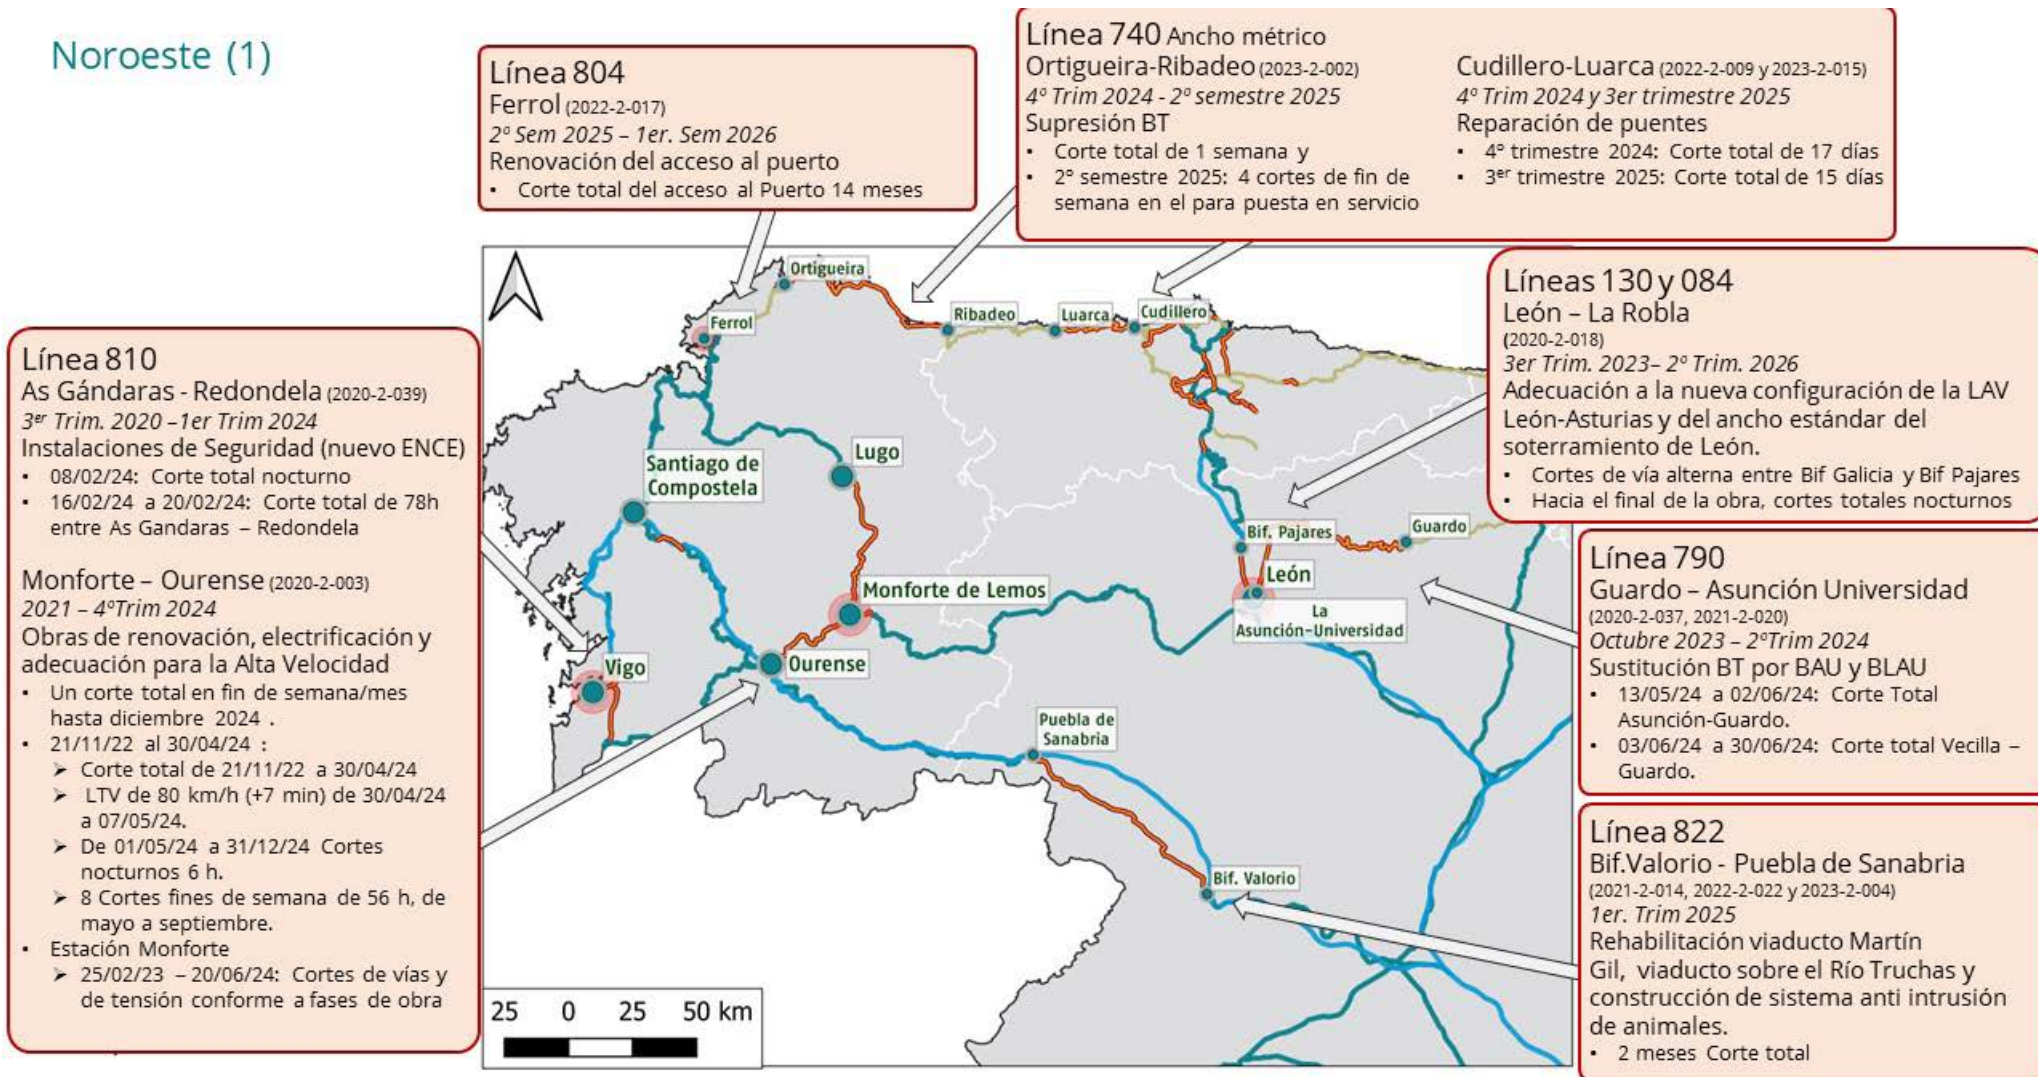 Noroeste (1)
Línea 804
Ferrol (2022-2-017)
2º Sem 2025 – 1er. Sem 2026
Renovación del acceso al puerto
▪ Corte total del acceso al Puerto 14 meses
Línea 740 Ancho métrico
Ortigueira-Ribadeo (2023-2-002)
4º Trim 2024 - 2º semestre 2025
Supresión BT
▪ Corte total de 1 semana y
▪ 2º semestre 2025: 4 cortes de fin de
semana en el para puesta en servicio
Cudillero-Luarca (2022-2-009 y 2023-2-015)
4º Trim 2024 y 3er trimestre 2025
Reparación de puentes
▪ 4º trimestre 2024: Corte total de 17 días
▪ 3er trimestre 2025: Corte total de 15 días
Líneas 130 y 084
León – La Robla
(2020-2-018)
3er Trim. 2023– 2º Trim. 2026
Adecuación a la nueva configuración de la LAV
León-Asturias y del ancho estándar del
soterramiento de León.
▪ Cortes de vía alterna entre Bif Galicia y Bif Pajares
▪ Hacia el final de la obra, cortes totales nocturnos
Línea 810
As Gándaras - Redondela (2020-2-039)
3er Trim. 2020 –1er Trim 2024
Instalaciones de Seguridad (nuevo ENCE)
▪ 08/02/24: Corte total nocturno
▪ 16/02/24 a 20/02/24: Corte total de 78h
entre As Gandaras – Redondela
Monforte – Ourense (2020-2-003)
2021 – 4ºTrim 2024
Obras de renovación, electrificación y
adecuación para la Alta Velocidad
▪ Un corte total en fin de semana/mes
hasta diciembre 2024 .
▪ 21/11/22 al 30/04/24 :
➢ Corte total de 21/11/22 a 30/04/24
➢ LTV de 80 km/h (+7 min) de 30/04/24
a 07/05/24.
➢ De 01/05/24 a 31/12/24 Cortes
nocturnos 6 h.
➢ 8 Cortes fines de semana de 56 h, de
mayo a septiembre.
▪ Estación Monforte
➢ 25/02/23 – 20/06/24: Cortes de vías y
de tensión conforme a fases de obra
Línea 790
Guardo – Asunción Universidad
(2020-2-037, 2021-2-020)
Octubre 2023 – 2ºTrim 2024
Sustitución BT por BAU y BLAU
▪ 13/05/24 a 02/06/24: Corte Total
Asunción-Guardo.
▪ 03/06/24 a 30/06/24: Corte total Vecilla –
Guardo.
Línea 822
Bif.Valorio - Puebla de Sanabria
(2021-2-014, 2022-2-022 y 2023-2-004)
1er. Trim 2025
Rehabilitación viaducto Martín
Gil, viaducto sobre el Río Truchas y
construcción de sistema anti intrusión
de animales.
▪ 2 meses Corte total
Ortigueira
Ferrol
Ribadeo
Luarca
Cudillero
Santiago de
Compostela
Lugo
Bif. Pajares
Guardo
León
La
Asunción-Universidad
Monforte de Lemos
Vigo
Ourense
Puebla de
Sanabria
Bif. Valorio
25 0 25 50 km